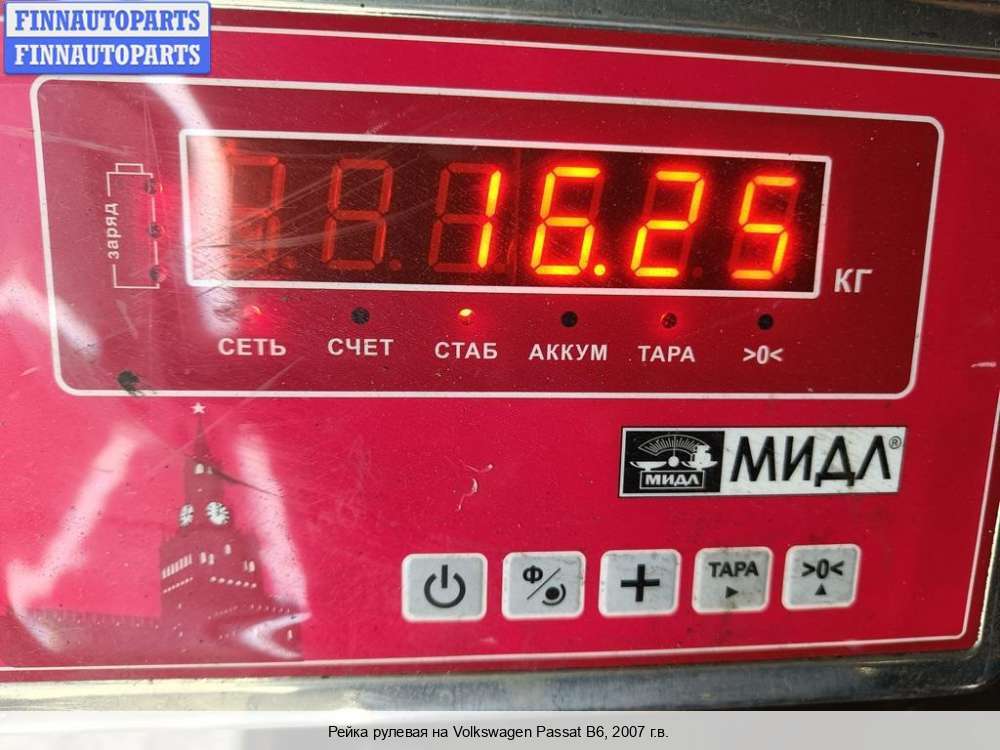 FINNAUTOPARTS
FINNAUTOPARTS
заряд
16.25
КГ
СЕТЬ СЧЕТ СТАБ АККУМ ТАРА >0<
МИДЛ МИДЛ®
Ф ТАРА >0<
Рейка рулевая на Volkswagen Passat B6, 2007 г.в.